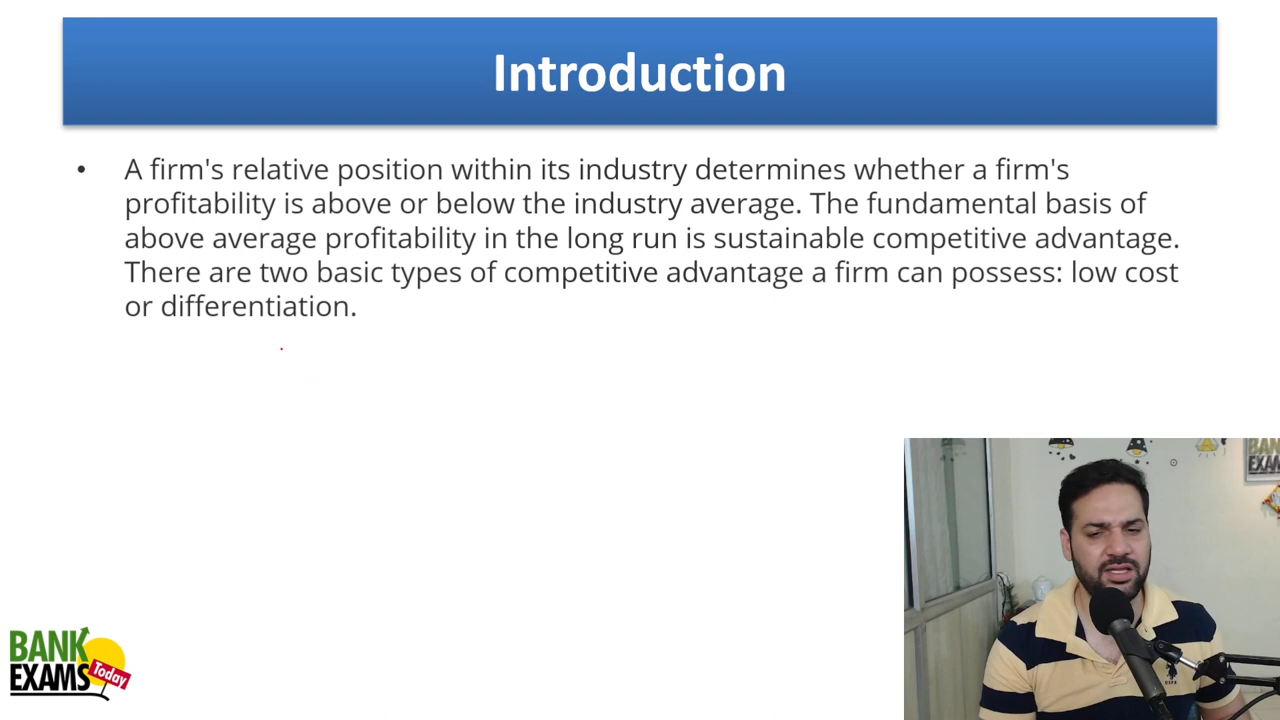 Introduction
• A firm's relative position within its industry determines whether a firm's
profitability is above or below the industry average. The fundamental basis of
above average profitability in the long run is sustainable competitive advantage.
There are two basic types of competitive advantage a firm can possess: low cost
or differentiation.
BANK
EXAMS
Today